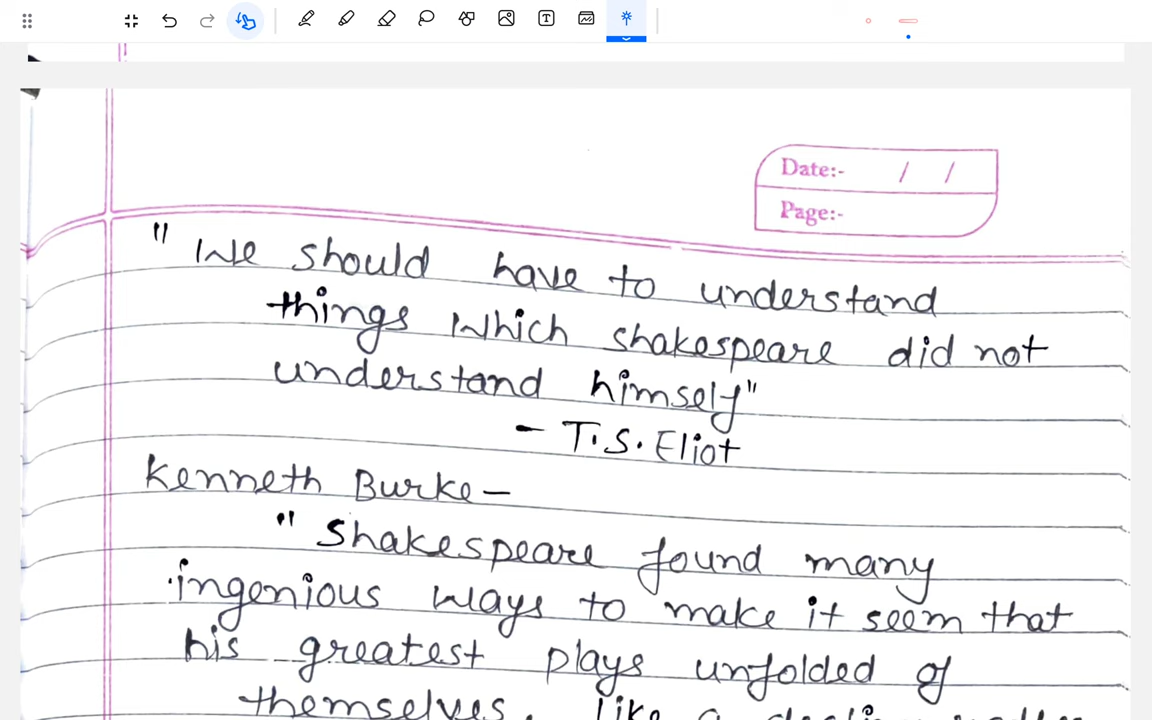 Date:- / /
Page:-
" We should have to understand
things which shakespeare did not
understand himself"
- T.S. Eliot
Kenneth Burke -
" Shakespeare found many
ingenious ways to make it seem that
his greatest plays unfolded of
themselves, like a